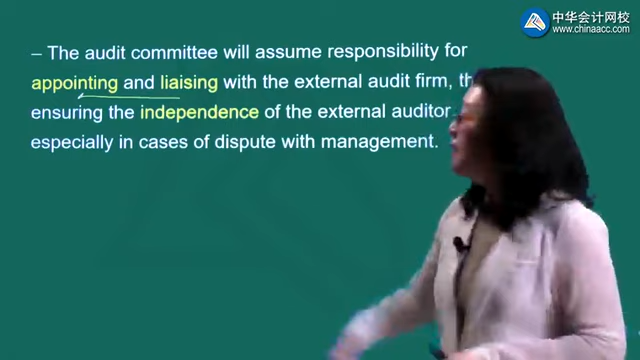 中华会计网校
www.chinaacc.com
– The audit committee will assume responsibility for
appointing and liaising with the external audit firm,
ensuring the independence of the external auditor
especially in cases of dispute with management.